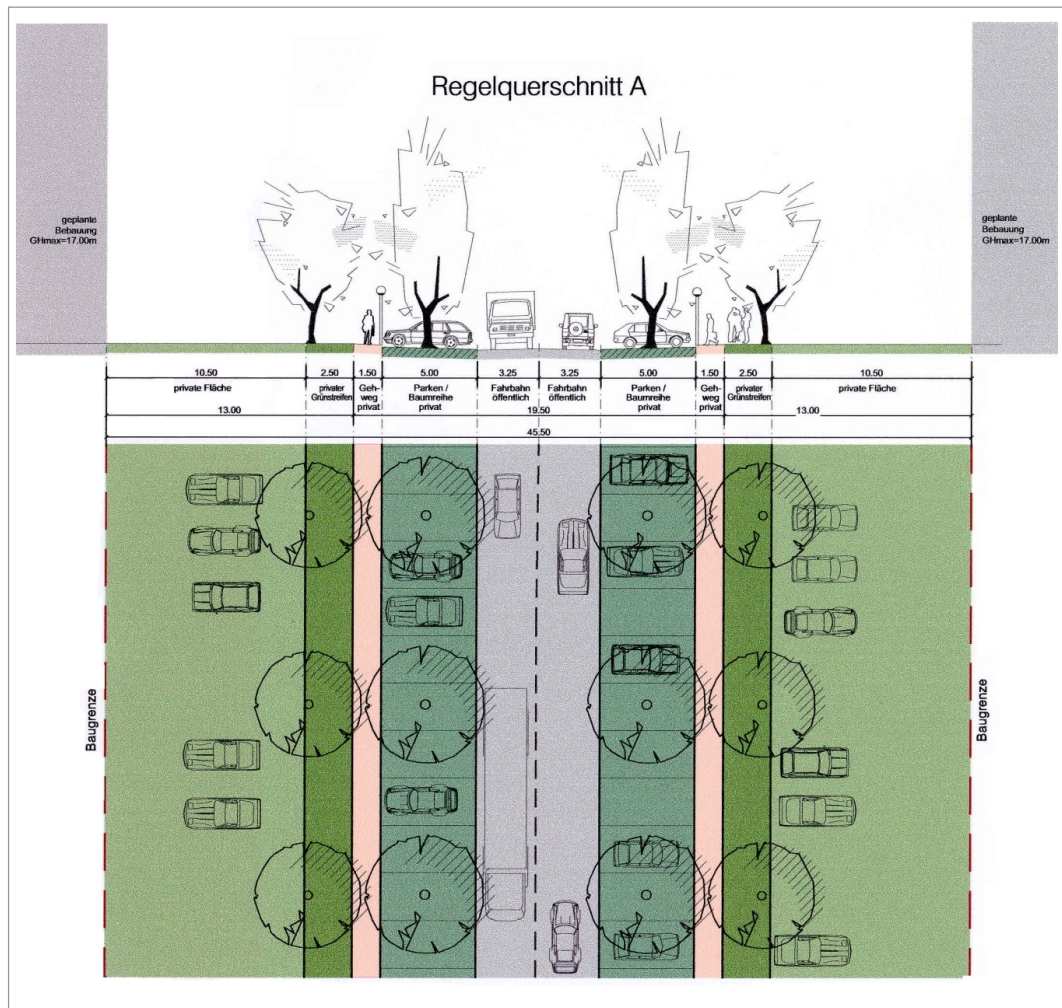 Regelquerschnitt A
geplante
Bebauung
GHmax=17.00m
geplante
Bebauung
GHmax=17.00m
10.50
2.50
1.50
5.00
3.25
3.25
5.00
1.50
2.50
10.50
private Fläche
privater
Grünstreifen
Geh-
weg
privat
Parken /
Baumreihe
privat
Fahrbahn
öffentlich
Fahrbahn
öffentlich
Parken /
Baumreihe
privat
Geh-
weg
privat
privater
Grünstreifen
private Fläche
13.00
19.50
13.00
45.50
Baugrenze
Baugrenze